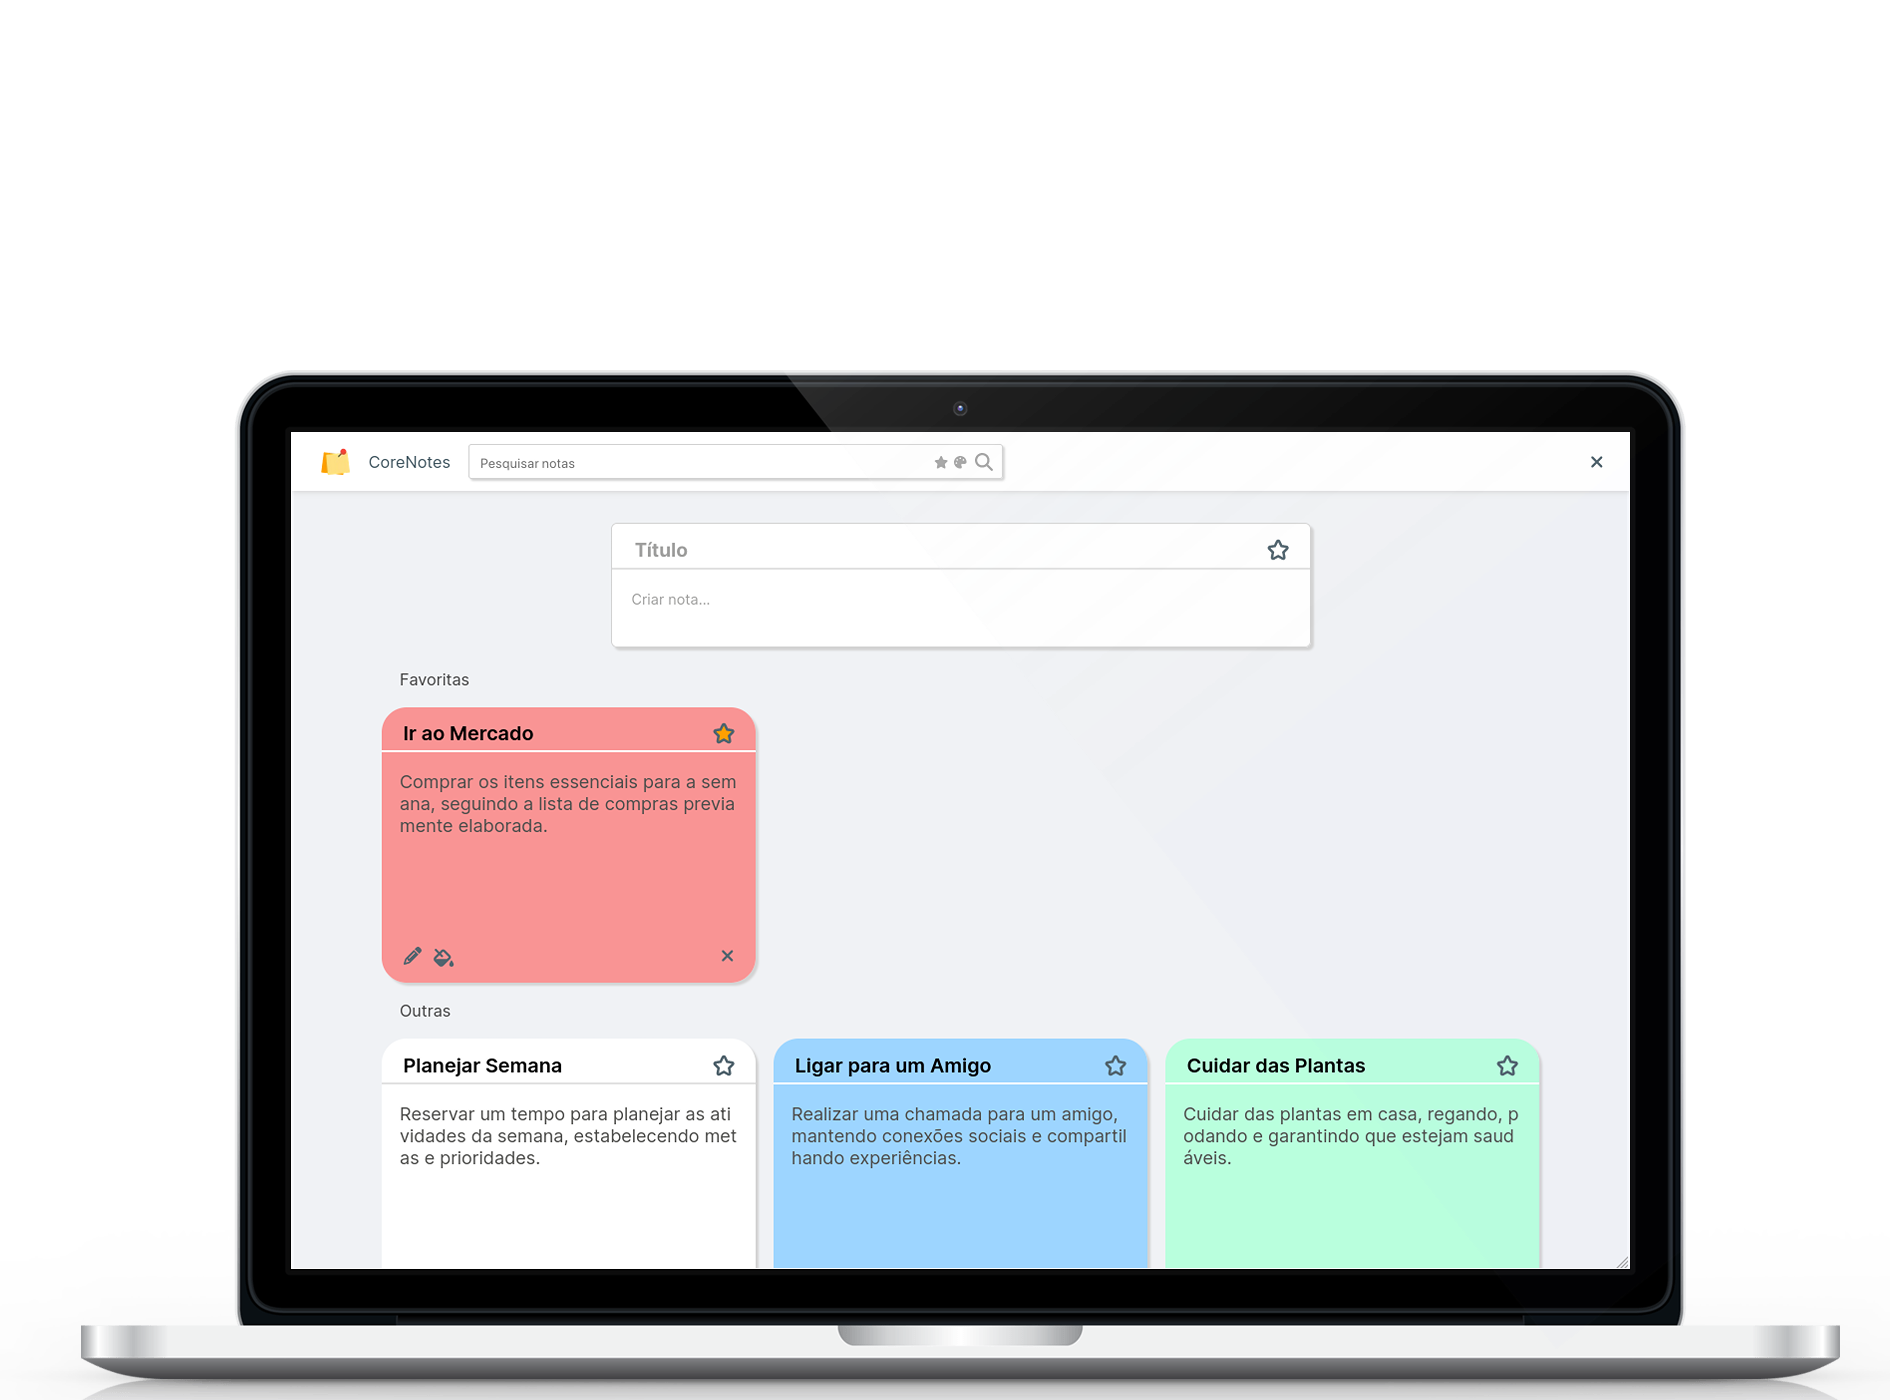 CoreNotes
Pesquisar notas
Título
Criar nota...
Favoritas
Ir ao Mercado
Comprar os itens essenciais para a sem
ana, seguindo a lista de compras previa
mente elaborada.
Outras
Planejar Semana
Reservar um tempo para planejar as ati
vidades da semana, estabelecendo met
as e prioridades.
Ligar para um Amigo
Realizar uma chamada para um amigo,
mantendo conexões sociais e compartil
hando experiências.
Cuidar das Plantas
Cuidar das plantas em casa, regando, p
odando e garantindo que estejam saud
áveis.